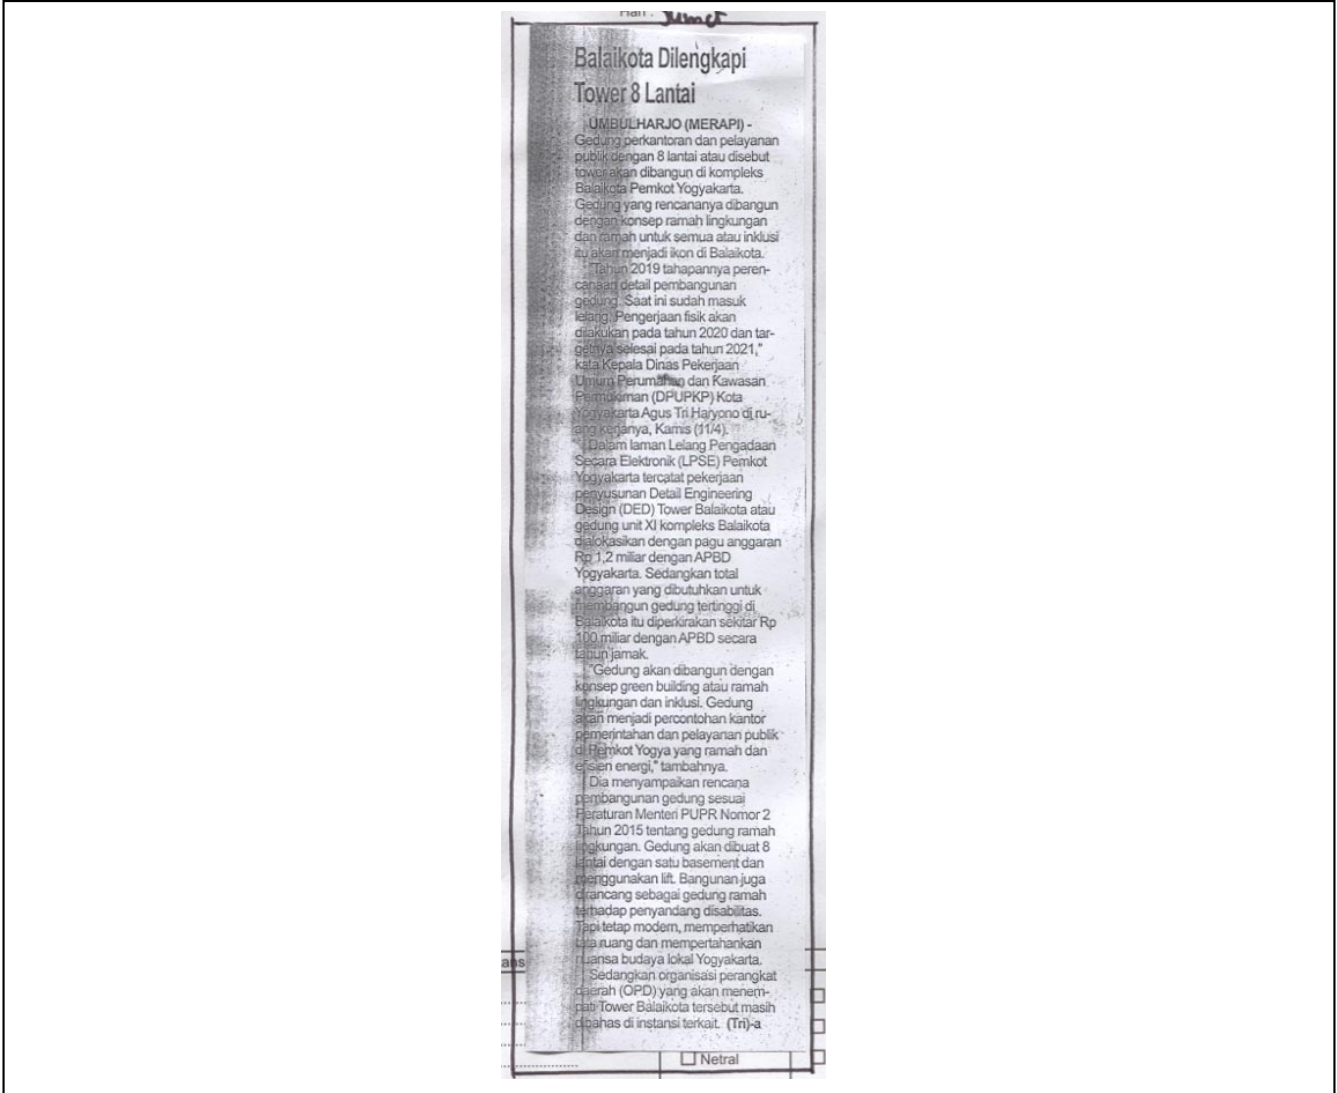 Hari : Jumat
Balaikota Dilengkapi
Tower 8 Lantai
UMBULHARJO (MERAPI) -
Gedung perkantoran dan pelayanan
publik dengan 8 lantai atau disebut
tower akan dibangun di kompleks
Balaikota Pemkot Yogyakarta.
Gedung yang rencananya dibangun
dengan konsep ramah lingkungan
dan ramah untuk semua atau inklusi
itu akan menjadi ikon di Balaikota.
"Tahun 2019 tahapannya peren-
canaan detail pembangunan
gedung. Saat ini sudah masuk
lelang. Pengerjaan fisik akan
dilakukan pada tahun 2020 dan tar-
getnya selesai pada tahun 2021,"
kata Kepala Dinas Pekerjaan
Umum Perumahan dan Kawasan
Permukiman (DPUPKP) Kota
Yogyakarta Agus Tri Haryono di ru-
ang kerjanya, Kamis (11/4).
Dalam laman Lelang Pengadaan
Secara Elektronik (LPSE) Pemkot
Yogyakarta tercatat pekerjaan
penyusunan Detail Engineering
Design (DED) Tower Balaikota atau
gedung unit XI kompleks Balaikota
dialokasikan dengan pagu anggaran
Rp 1,2 miliar dengan APBD
Yogyakarta. Sedangkan total
anggaran yang dibutuhkan untuk
membangun gedung tertinggi di
Balaikota itu diperkirakan sekitar Rp
100 miliar dengan APBD secara
tahun jamak.
"Gedung akan dibangun dengan
konsep green building atau ramah
lingkungan dan inklusi. Gedung
akan menjadi percontohan kantor
pemerintahan dan pelayanan publik
di Pemkot Yogya yang ramah dan
efisien energi," tambahnya.
Dia menyampaikan rencana
pembangunan gedung sesuai
Peraturan Menteri PUPR Nomor 2
Tahun 2015 tentang gedung ramah
lingkungan. Gedung akan dibuat 8
lantai dengan satu basement dan
menggunakan lift. Bangunan juga
dirancang sebagai gedung ramah
terhadap penyandang disabilitas.
Tapi tetap modern, memperhatikan
tata ruang dan mempertahankan
nuansa budaya lokal Yogyakarta.
Sedangkan organisasi perangkat
daerah (OPD) yang akan menem-
pati Tower Balaikota tersebut masih
dibahas di instansi terkait. (Tri)-a
Netral